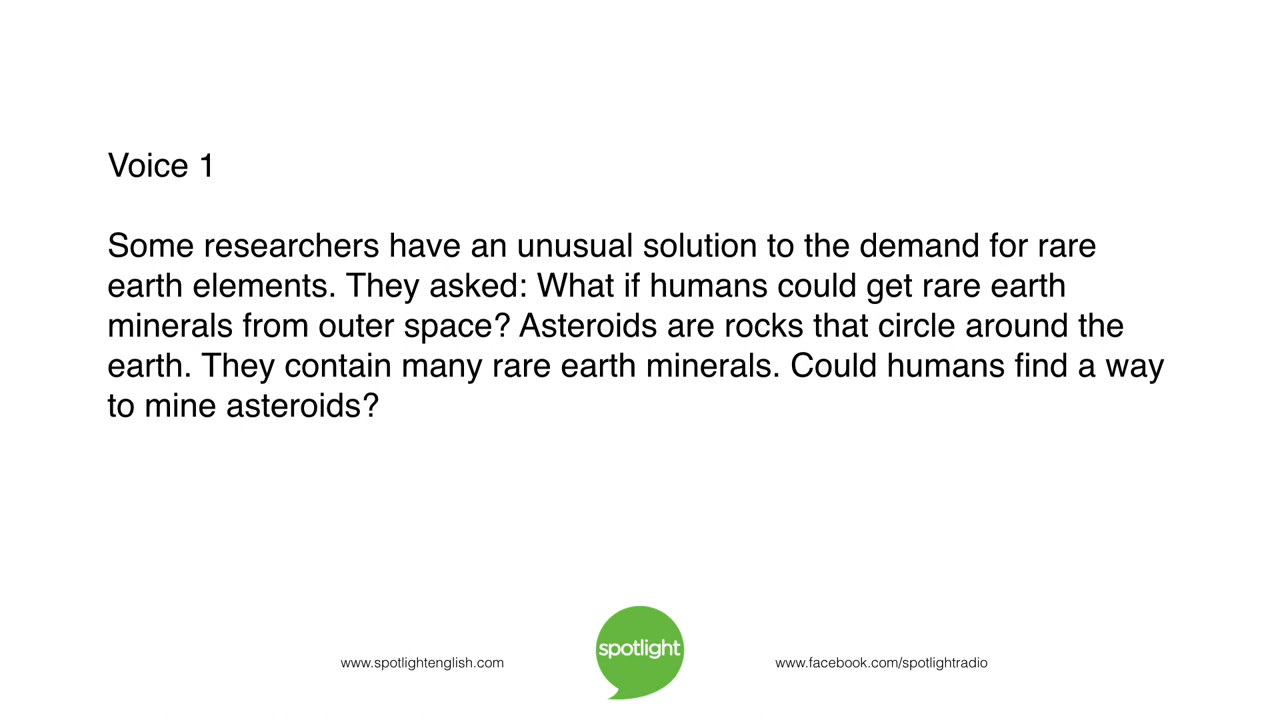 Voice 1
Some researchers have an unusual solution to the demand for rare
earth elements. They asked: What if humans could get rare earth
minerals from outer space? Asteroids are rocks that circle around the
earth. They contain many rare earth minerals. Could humans find a way
to mine asteroids?
spotlight
www.spotlightenglish.com
www.facebook.com/spotlightradio